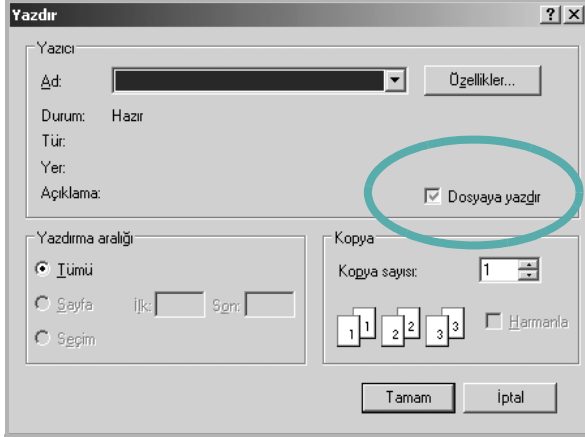 Yazdır
Yazıcı
Ad:
Özellikler...
Durum: Hazır
Tür:
Yer:
Açıklama:
Dosyaya yazdır
Yazdırma aralığı
Tümü
Sayfa İlk: Son:
Seçim
Kopya
Kopya sayısı: 1
1 1 2 2 3 3
Harmanla
Tamam İptal